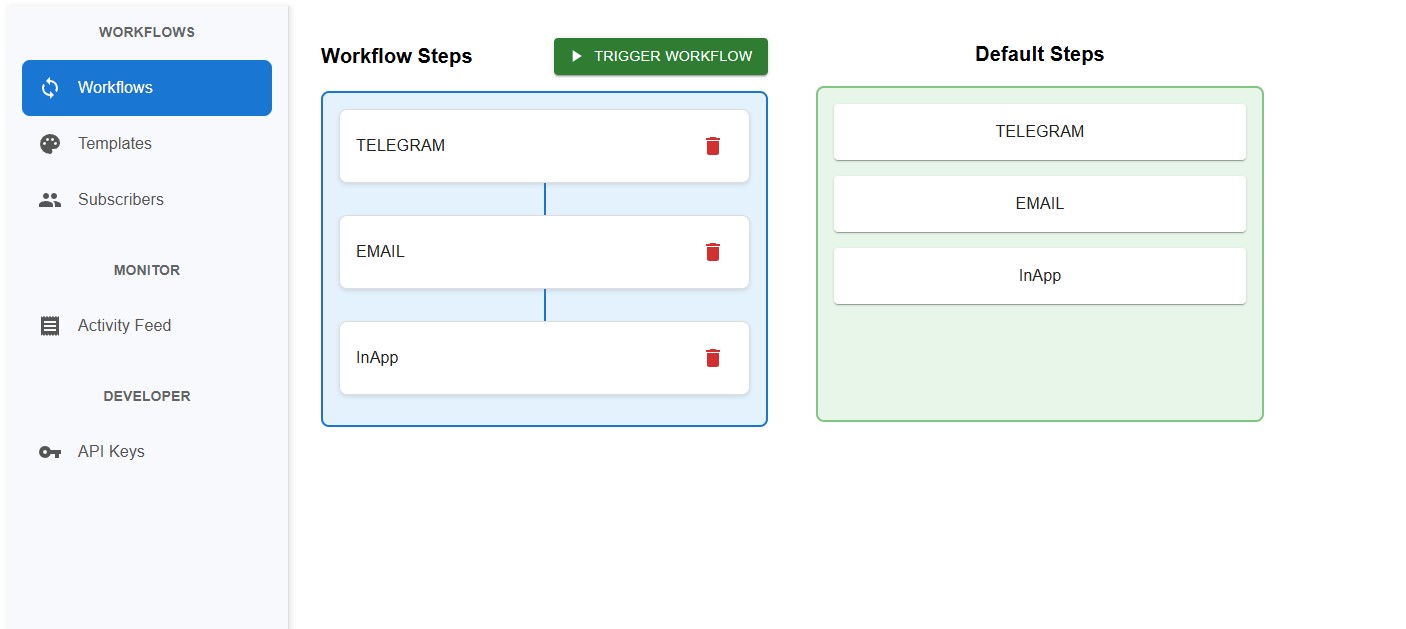 WORKFLOWS
Workflows
Templates
Subscribers
MONITOR
Activity Feed
DEVELOPER
API Keys
Workflow Steps
TRIGGER WORKFLOW
TELEGRAM
EMAIL
InApp
Default Steps
TELEGRAM
EMAIL
InApp